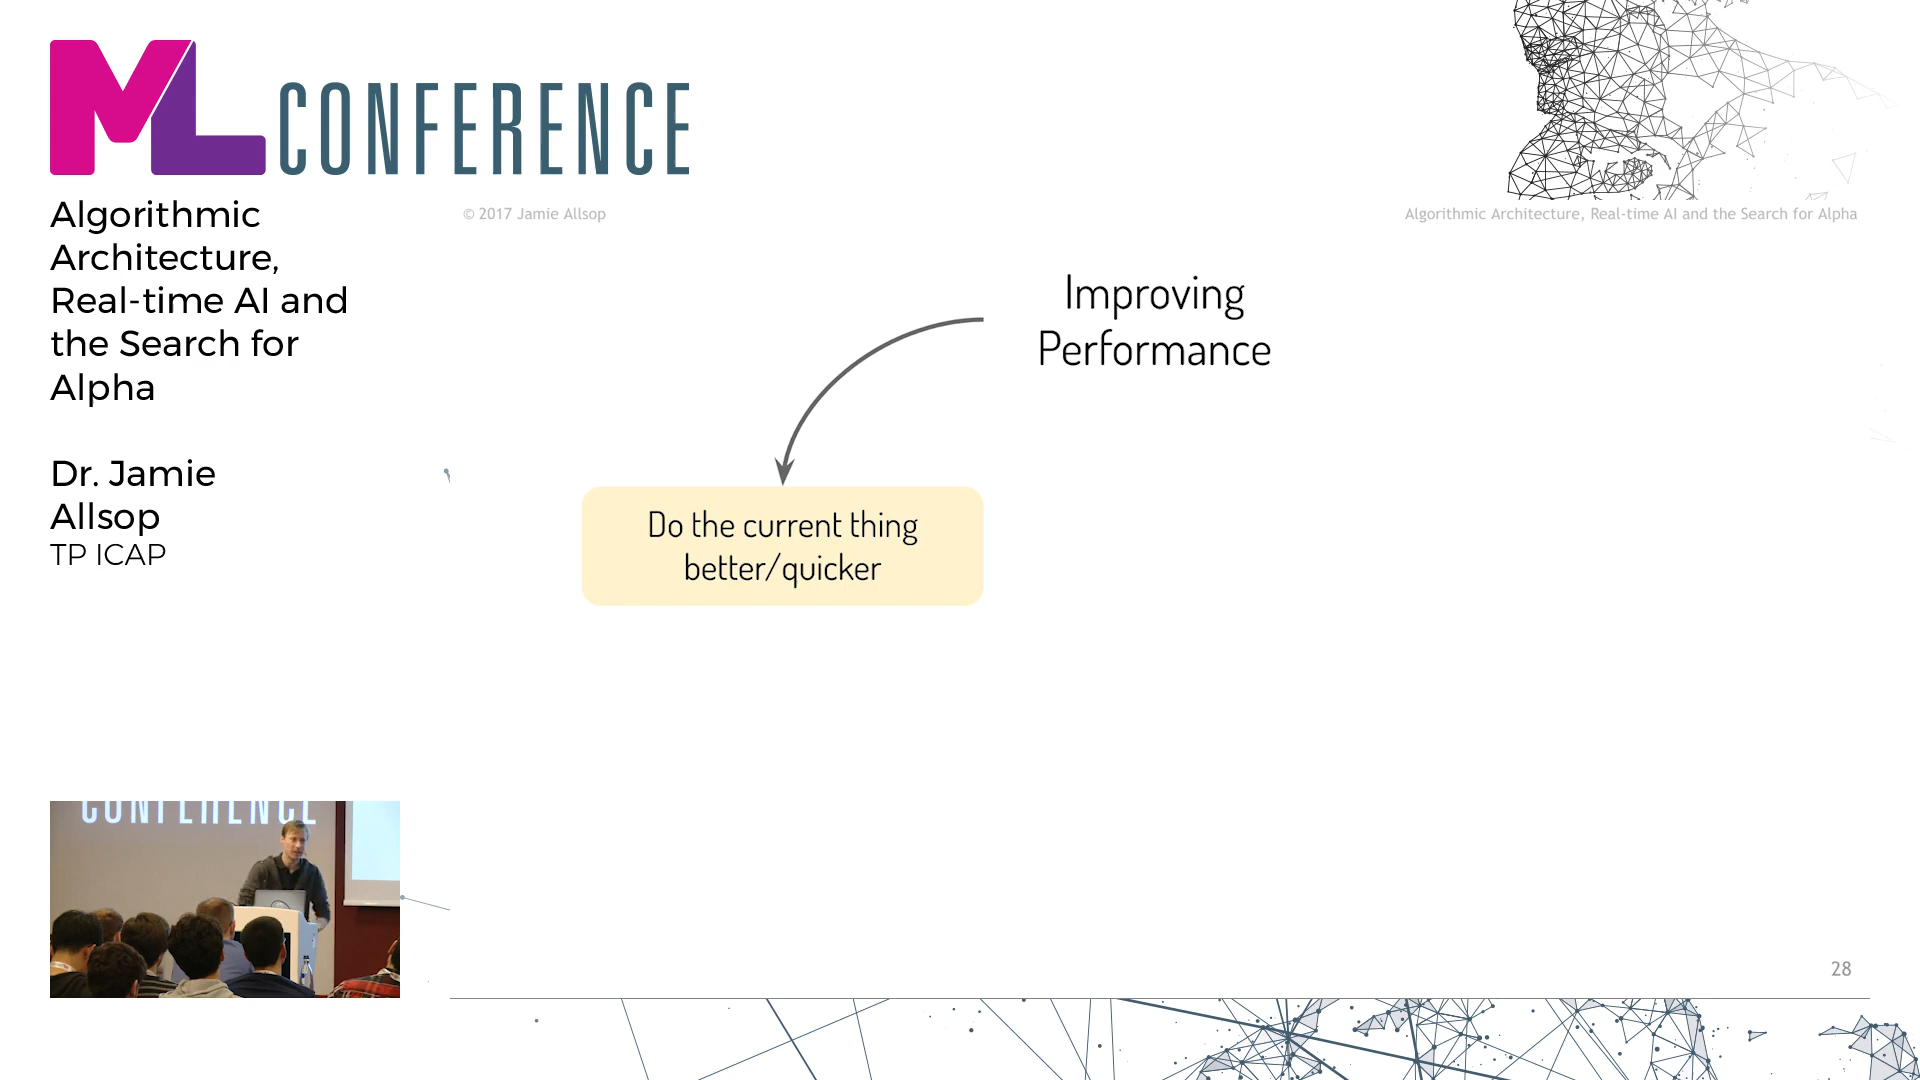 ML CONFERENCE
Algorithmic
Architecture,
Real-time AI and
the Search for
Alpha
Dr. Jamie
Allsop
TP ICAP
© 2017 Jamie Allsop
Algorithmic Architecture, Real-time AI and the Search for Alpha
Improving
Performance
Do the current thing
better/quicker
CONFERENCE
28